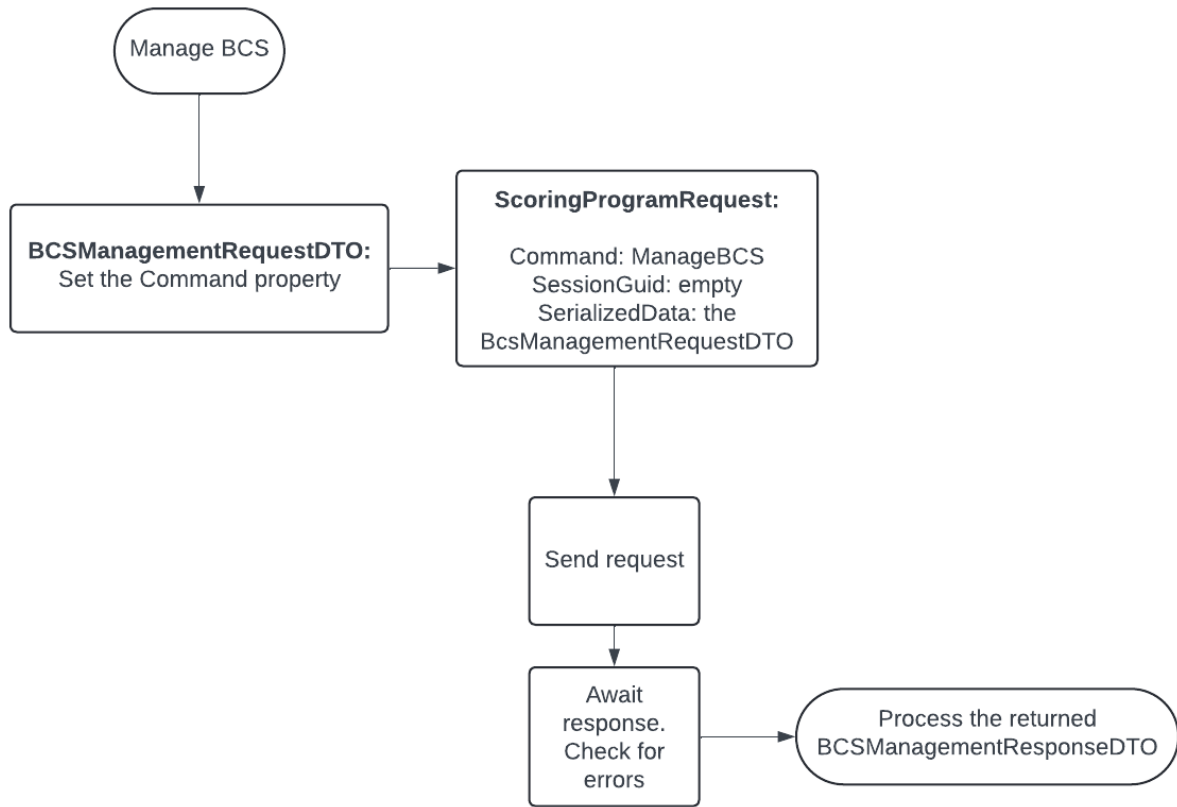 Manage BCS
BCSManagementRequestDTO:
Set the Command property
ScoringProgramRequest:
Command: ManageBCS
SessionGuid: empty
SerializedData: the
BcsManagementRequestDTO
Send request
Await
response.
Check for
errors
Process the returned
BCSManagementResponseDTO